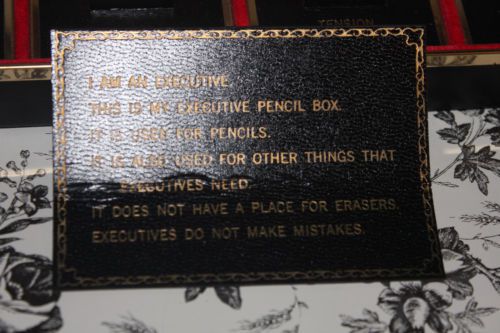 TENSION
I AM AN EXECUTIVE.
THIS IS MY EXECUTIVE PENCIL BOX.
IT IS USED FOR PENCILS.
IT IS ALSO USED FOR OTHER THINGS THAT
EXECUTIVES NEED.
IT DOES NOT HAVE A PLACE FOR ERASERS.
EXECUTIVES DO NOT MAKE MISTAKES.